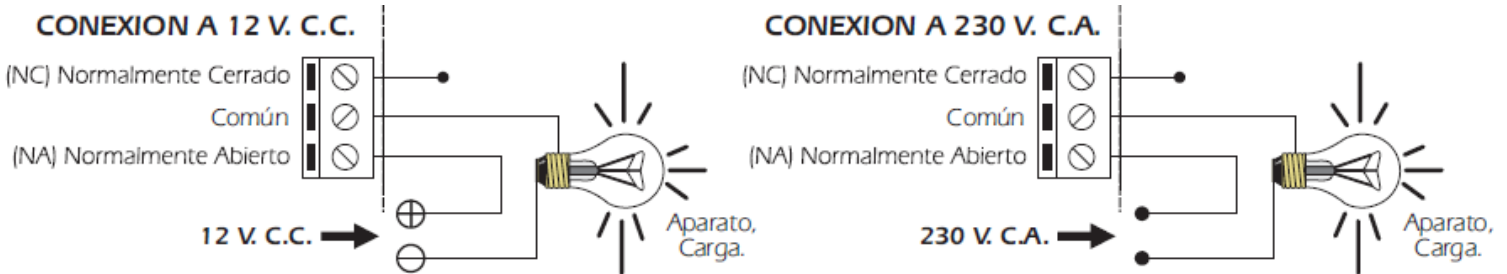 CONEXION A 12 V. C.C.
(NC) Normalmente Cerrado
Común
(NA) Normalmente Abierto
12 V. C.C.
Aparato,
Carga.
CONEXION A 230 V. C.A.
(NC) Normalmente Cerrado
Común
(NA) Normalmente Abierto
230 V. C.A.
Aparato,
Carga.